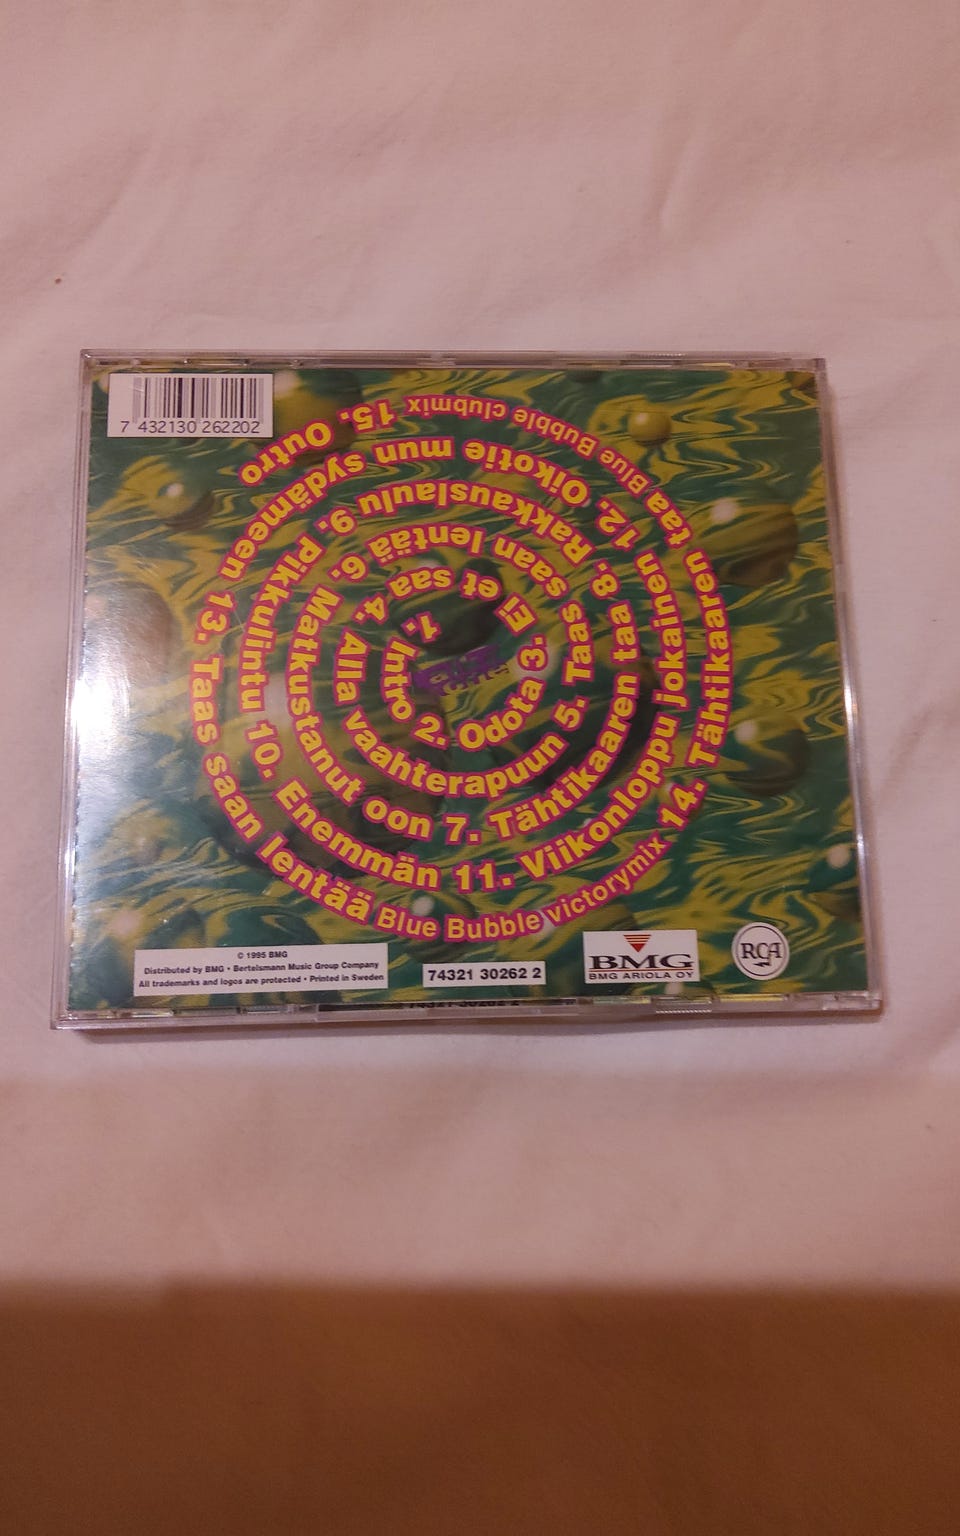 7 432130 262202
1. Intro 2. Odota 3. Ei et saa 4. Alla vaahterapuun 5. Taas saan lentää 6. Matkustanut oon 7. Tähtikaaren taa 8. Rakkauslaulu 9. Pikkulintu 10. Enemmän 11. Viikonloppu jokainen 12. Oikotie mun sydämeen 13. Taas saan lentää Blue Bubble victorymix 14. Tähtikaaren taa Blue Bubble clubmix 15. Outro
© 1995 BMG
Distributed by BMG • Bertelsmann Music Group Company
All trademarks and logos are protected • Printed in Sweden
74321 30262 2
BMG
BMG ARIOLA OY
RCA
74321 30262 2